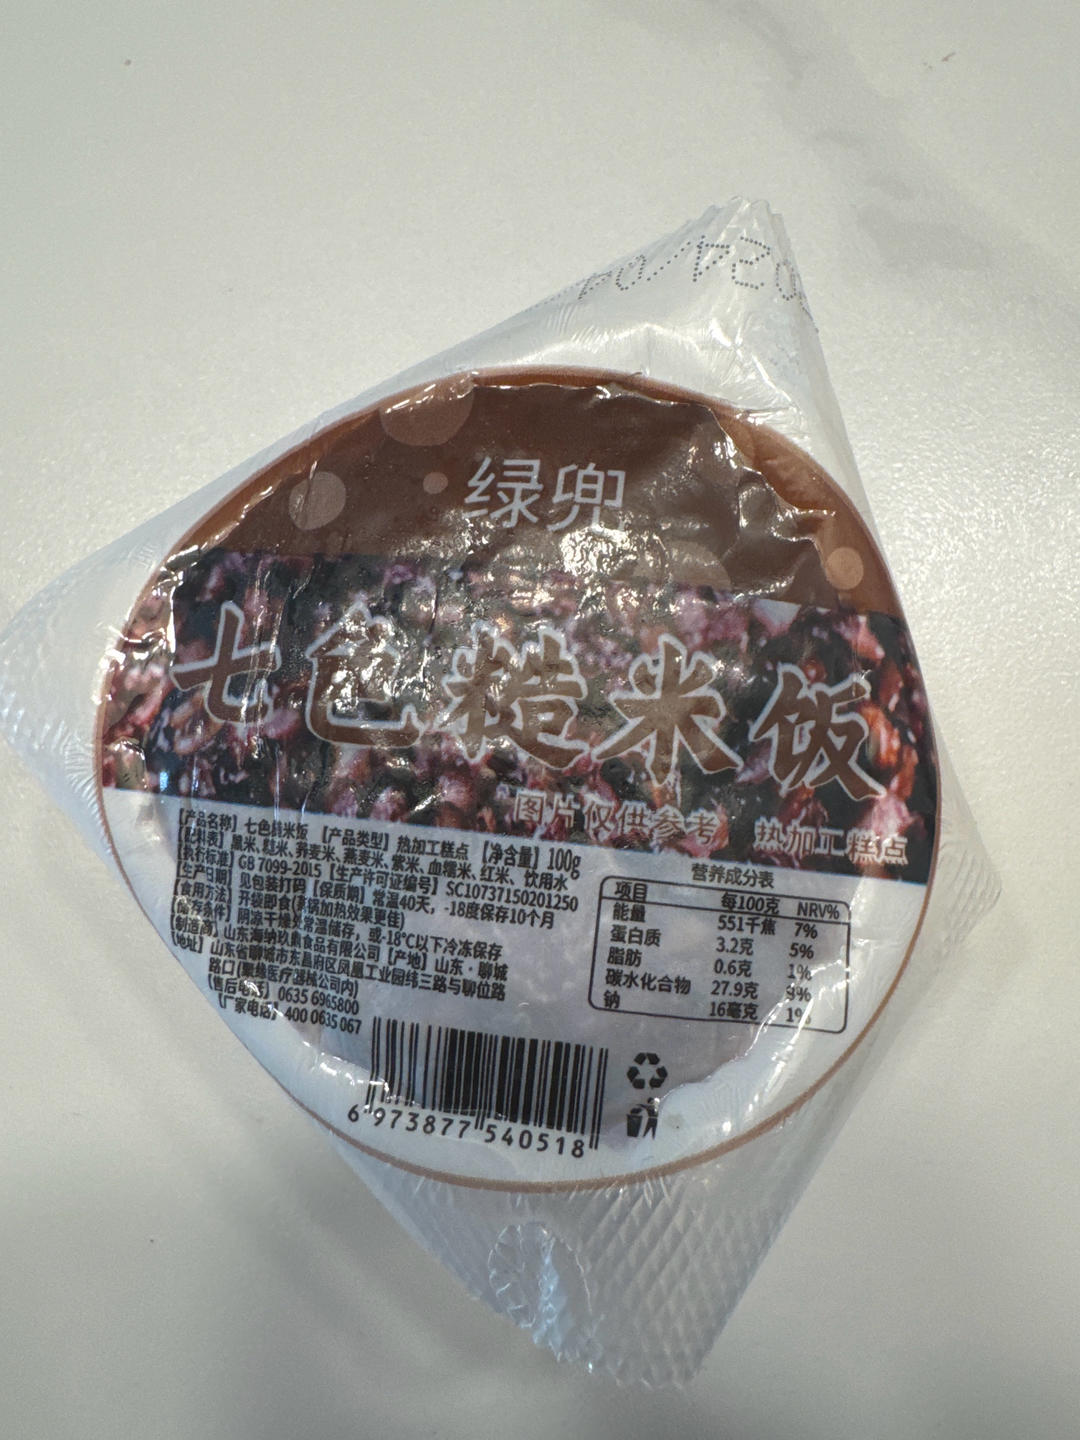 绿兜
七色糙米饭
图片仅供参考 热加工糕点
【产品名称】七色糙米饭 【产品类型】热加工糕点 【净含量】100g
【配料表】黑米、糙米、荞麦米、燕麦米、紫米、血糯米、红米、饮用水
【执行标准】GB 7099-2015【生产许可证编号】SC10737150201250
【生产日期】见包装打码【保质期】常温40天，-18度保存10个月
【食用方法】开袋即食(蒸锅加热效果更佳)
【储存条件】阴凉干燥处常温储存，或-18℃以下冷冻保存
【制造商】山东海纳玖鼎食品有限公司【产地】山东·聊城
【地址】山东省聊城市东昌府区凤凰工业园纬三路与聊位路
路口(聚维医疗器械公司内)
【售后电话】0635 6965800
【厂家电话】400 0635 067
营养成分表
项目 每100克 NRV%
能量 551千焦 7%
蛋白质 3.2克 5%
脂肪 0.6克 1%
碳水化合物 27.9克 9%
钠 16毫克 1%
6 973877 540518